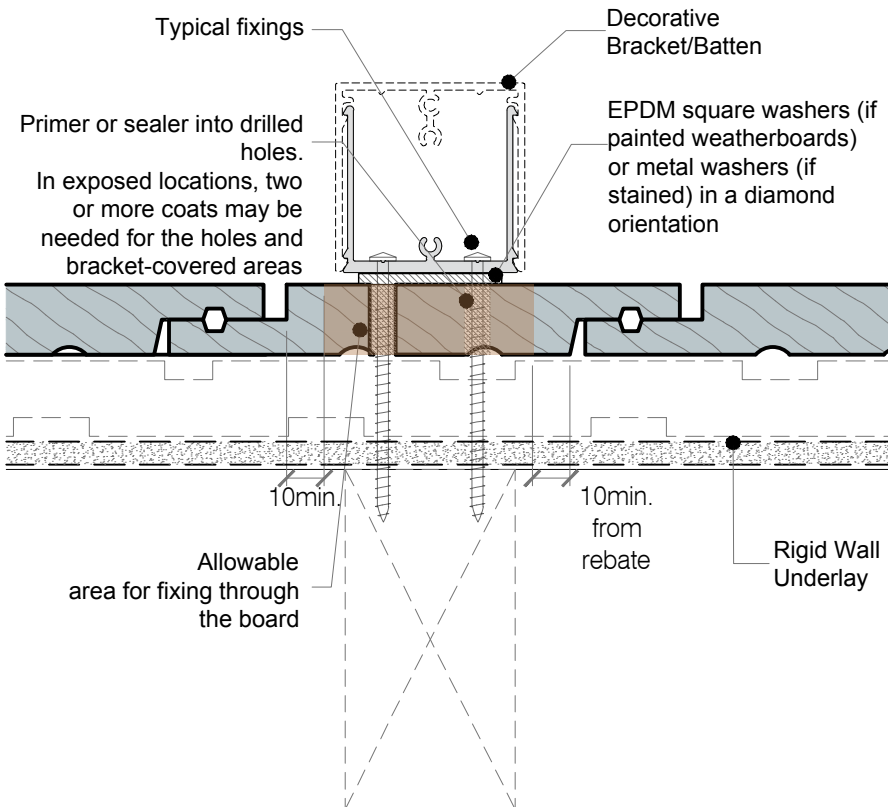 Typical fixings
Decorative
Bracket/Batten
Primer or sealer into drilled
holes.
In exposed locations, two
or more coats may be
needed for the holes and
bracket-covered areas
EPDM square washers (if
painted weatherboards)
or metal washers (if
stained) in a diamond
orientation
10min.
10min.
from
rebate
Allowable
area for fixing through
the board
Rigid Wall
Underlay